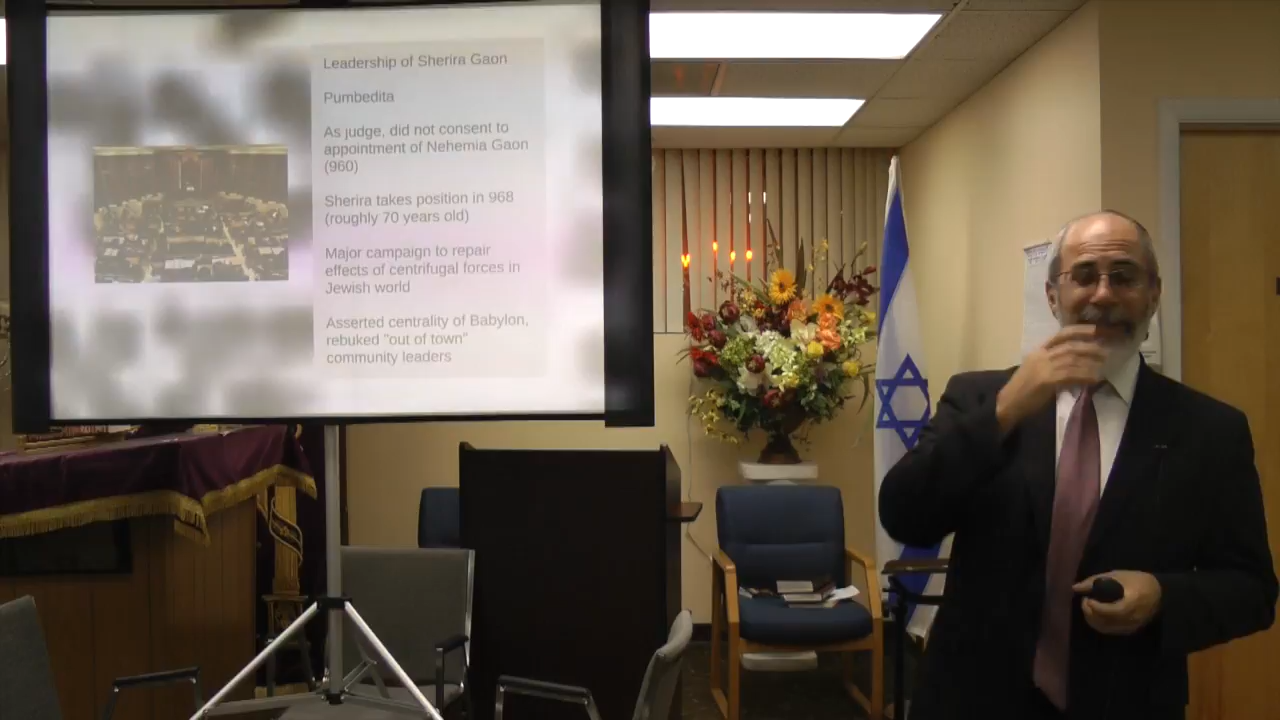 Leadership of Sherira Gaon
Pumbedita
As judge, did not consent to
appointment of Nehemia Gaon
(960)
Sherira takes position in 968
(roughly 70 years old)
Major campaign to repair
effects of centrifugal forces in
Jewish world
Asserted centrality of Babylon,
rebuked "out of town"
community leaders